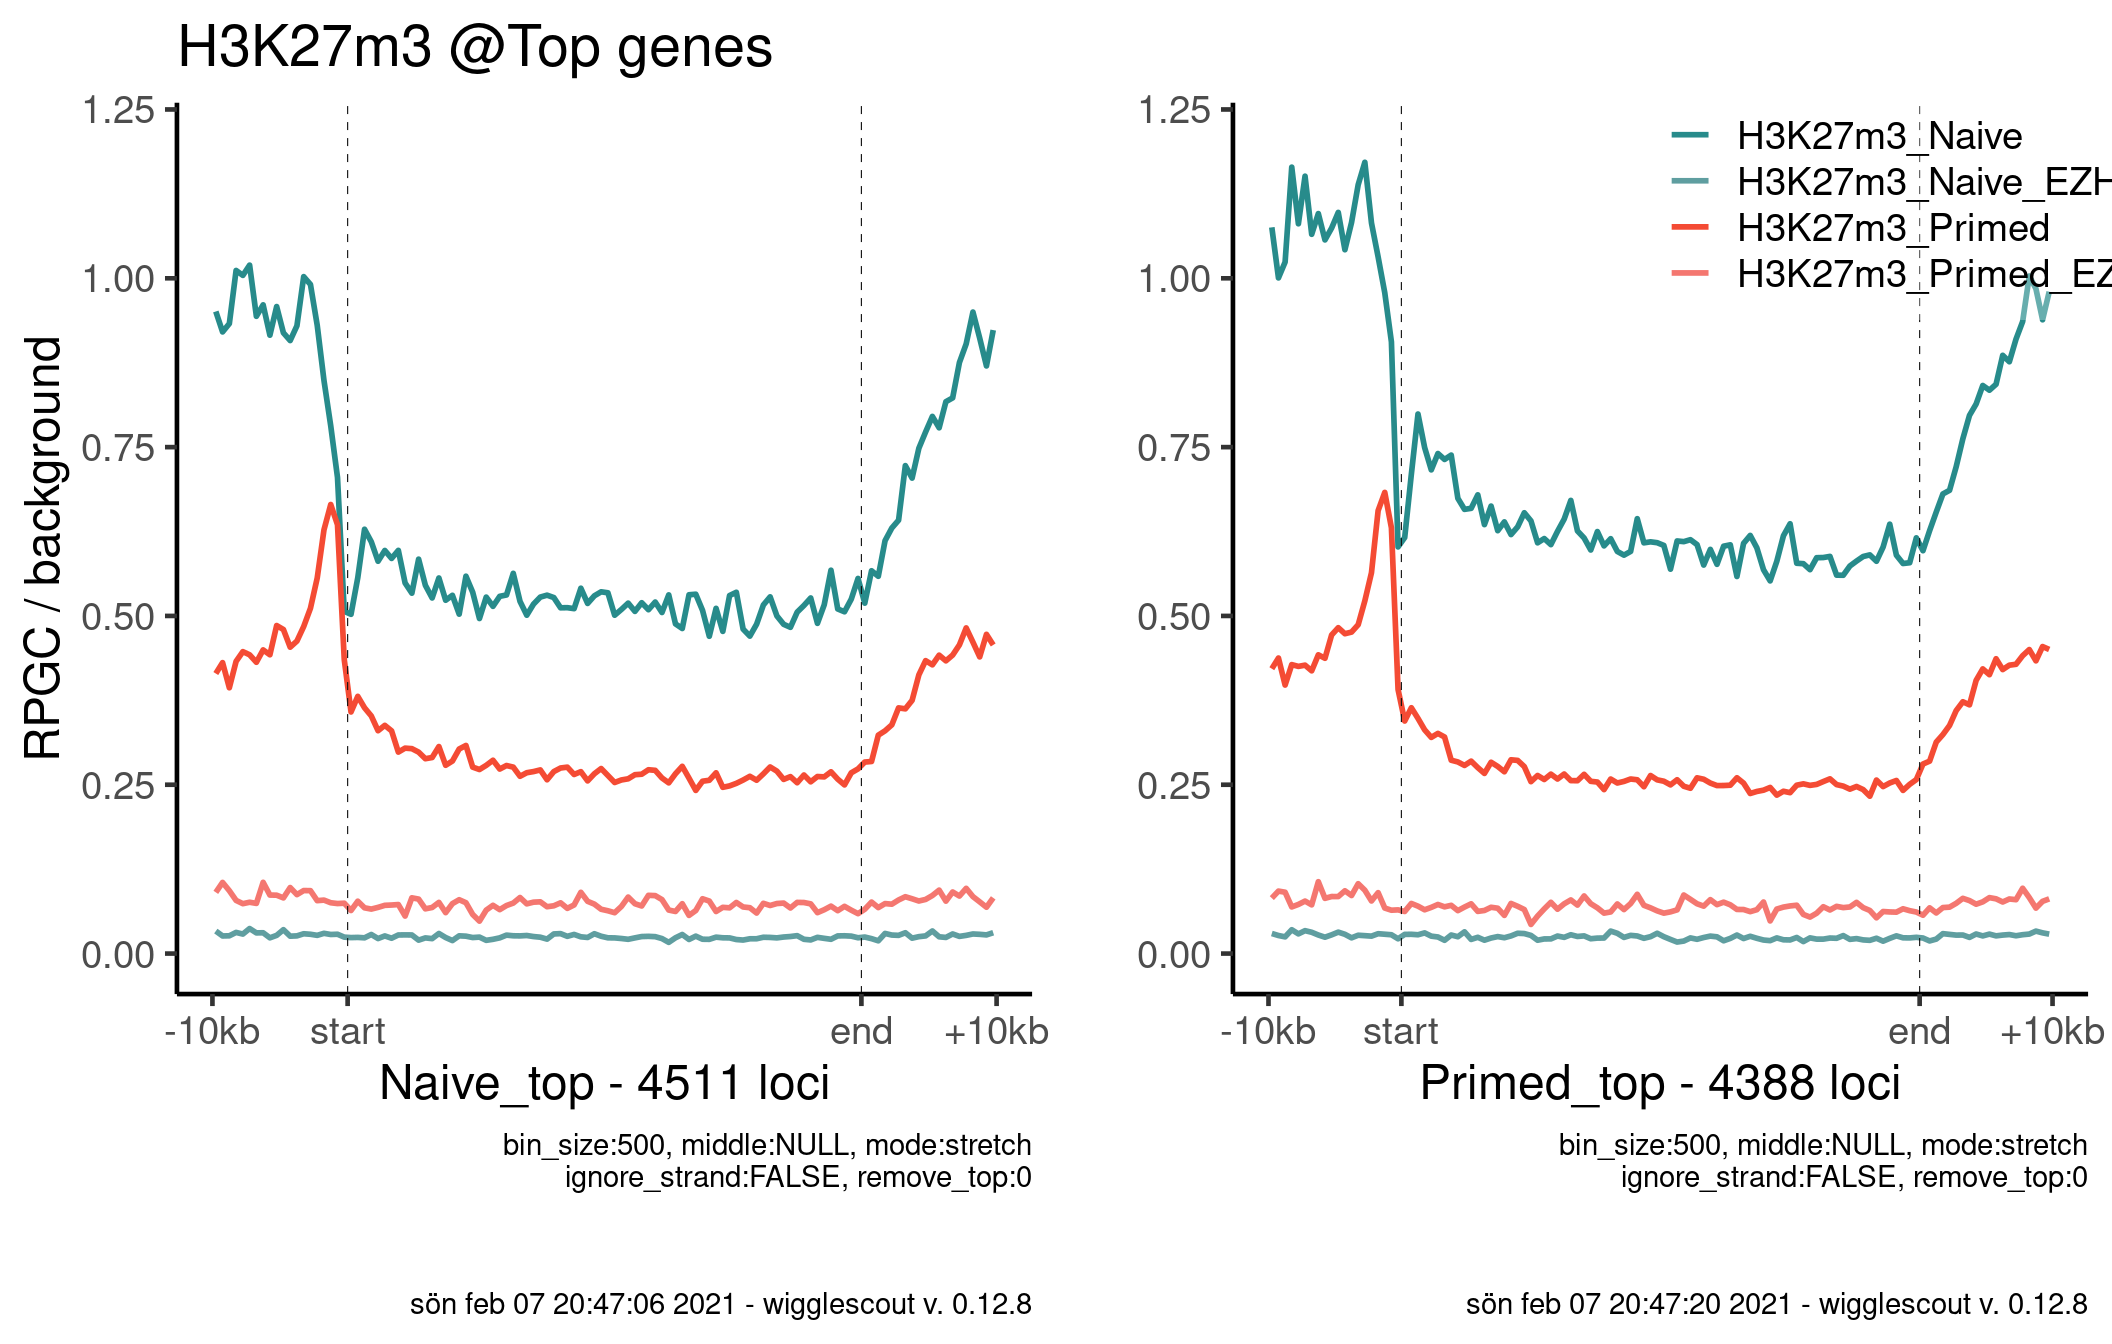 H3K27m3 @Top genes
RPGC / background
1.25
1.00
0.75
0.50
0.25
0.00
-10kb start end +10kb
Naive_top - 4511 loci
bin_size:500, middle:NULL, mode:stretch
ignore_strand:FALSE, remove_top:0
sön feb 07 20:47:06 2021 - wigglescout v. 0.12.8
1.25
1.00
0.75
0.50
0.25
0.00
H3K27m3_Naive
H3K27m3_Naive_EZH
H3K27m3_Primed
H3K27m3_Primed_EZ
-10kb start end +10kb
Primed_top - 4388 loci
bin_size:500, middle:NULL, mode:stretch
ignore_strand:FALSE, remove_top:0
sön feb 07 20:47:20 2021 - wigglescout v. 0.12.8